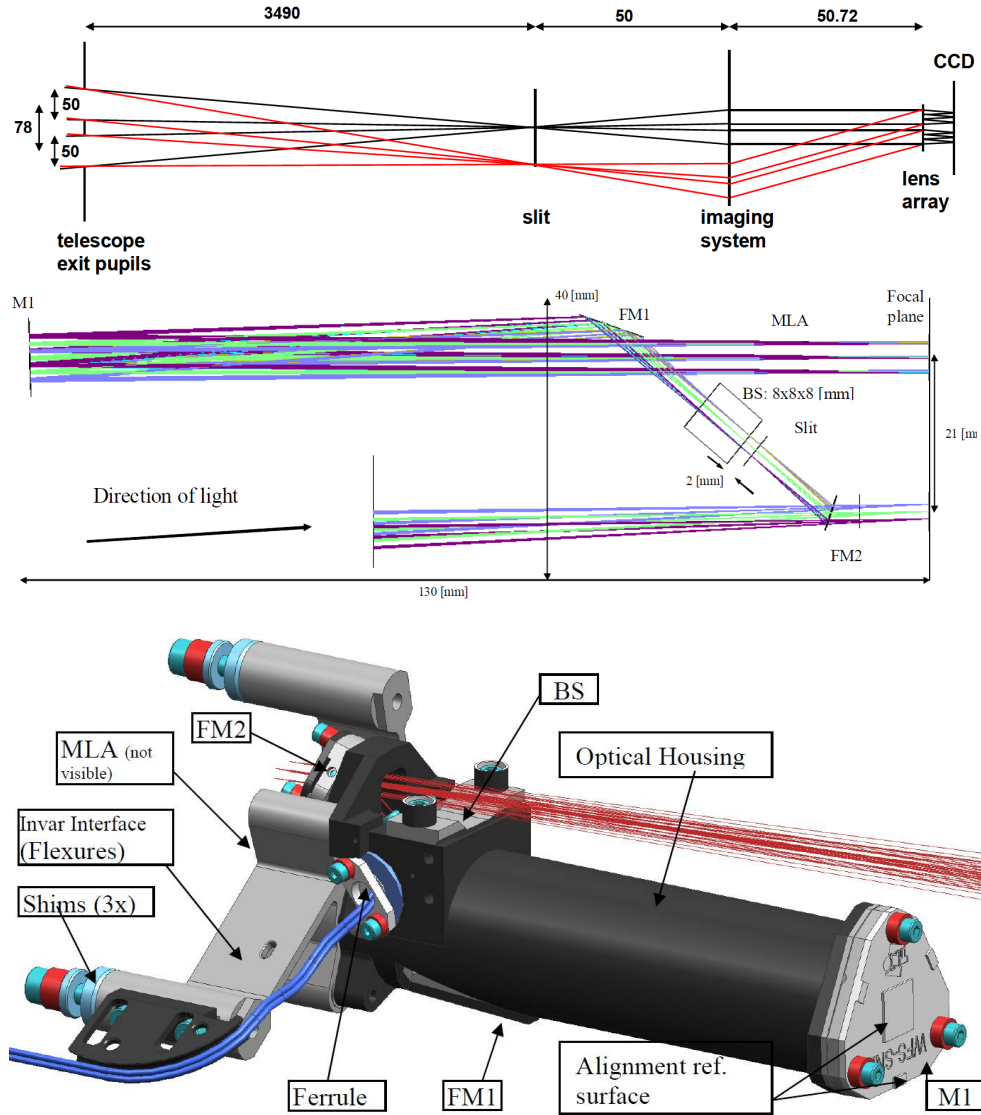 3490
50
50.72
CCD
50
78
50
slit
imaging
system
lens
array
telescope
exit pupils
M1
40 [mm]
FM1
MLA
Focal
plane
BS: 8x8x8 [mm]
Slit
21 [m
2 [mm]
Direction of light
FM2
130 [mm]
BS
FM2
MLA (not
visible)
Optical Housing
Invar Interface
(Flexures)
Shims (3x)
Ferrule
FM1
Alignment ref.
surface
M1